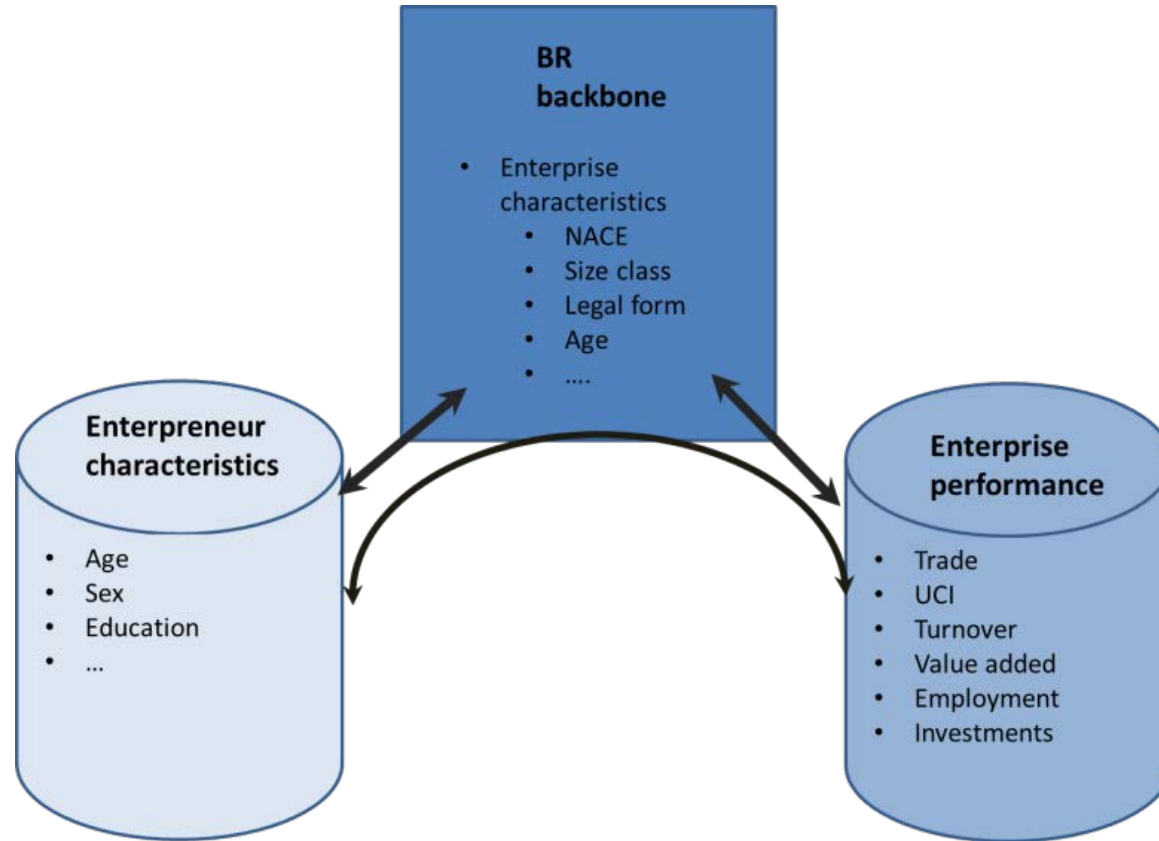 BR
backbone
• Enterprise
characteristics
• NACE
• Size class
• Legal form
• Age
• ....
Enterpreneur
characteristics
• Age
• Sex
• Education
• ...
Enterprise
performance
• Trade
• UCI
• Turnover
• Value added
• Employment
• Investments